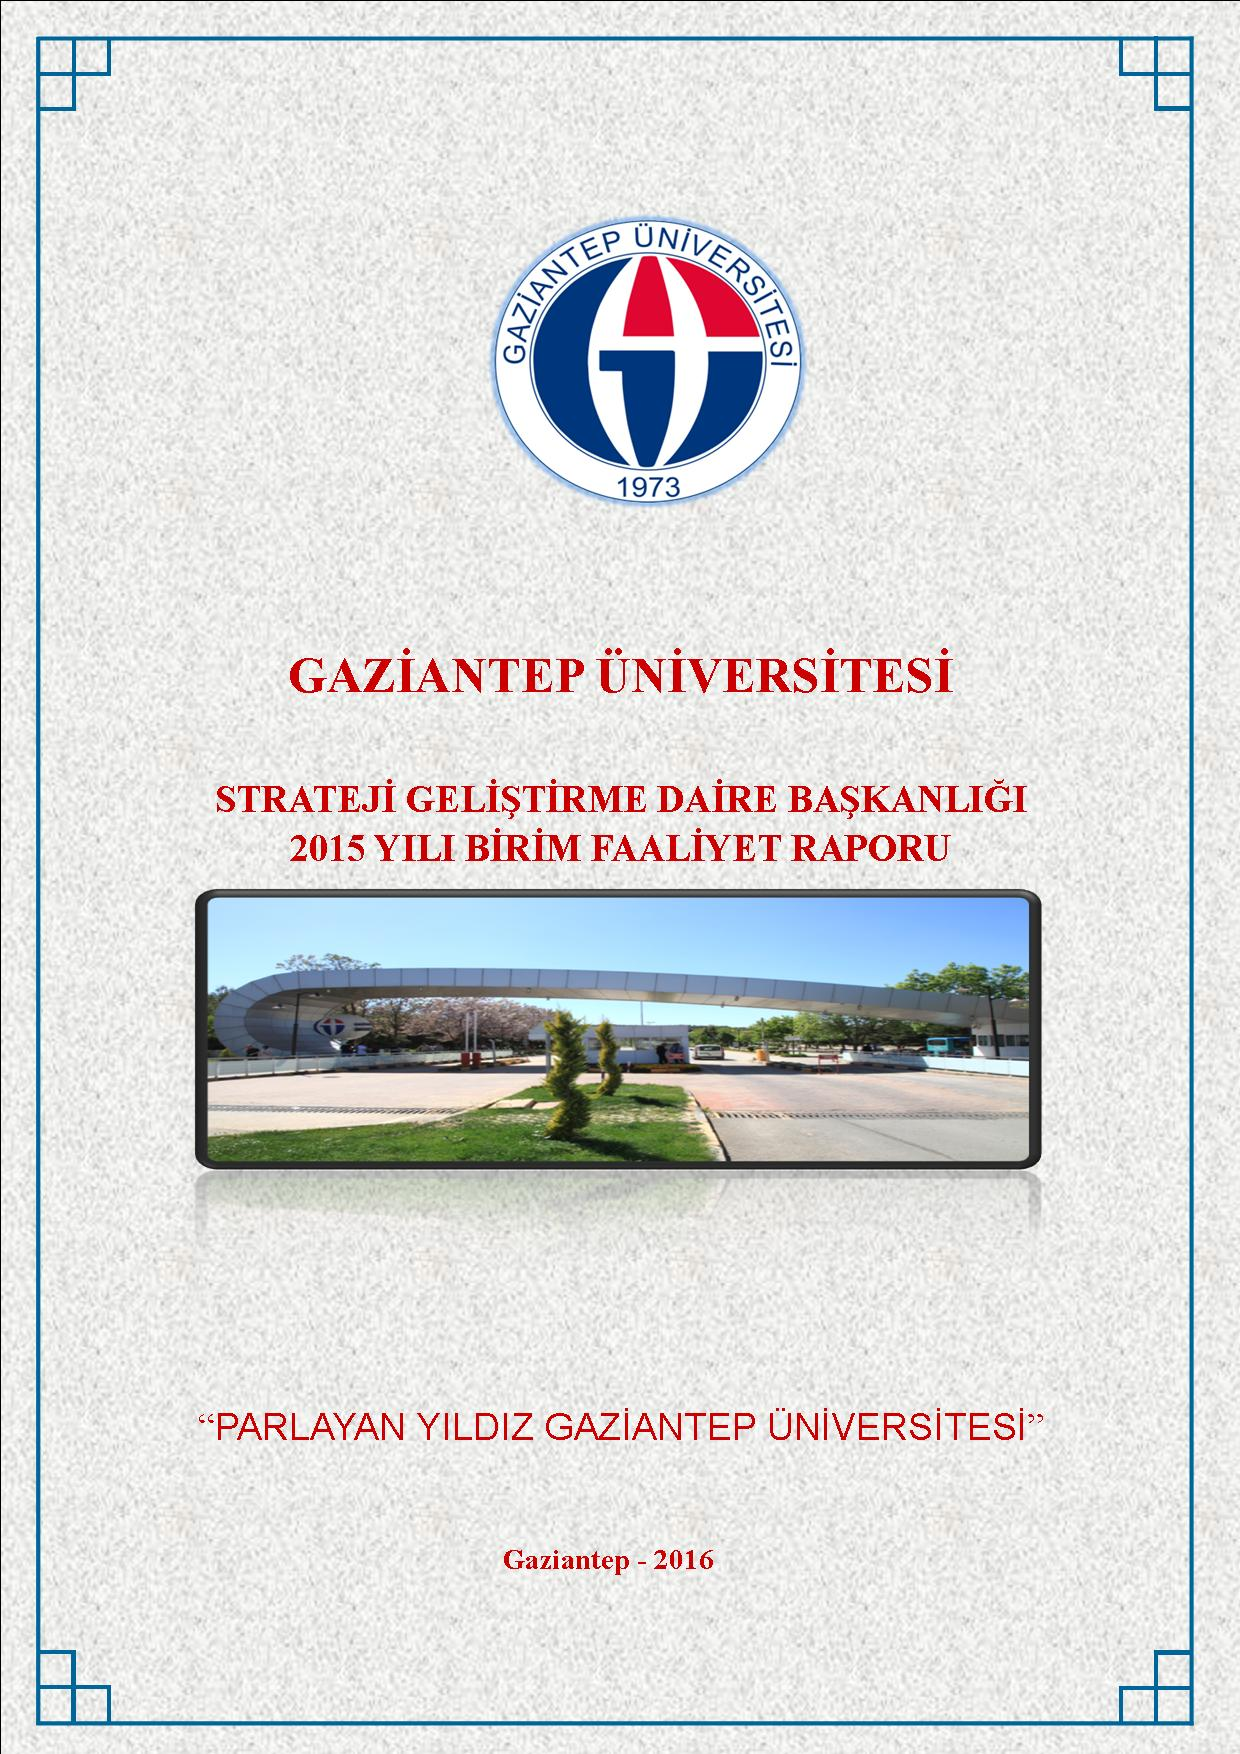 GAZİANTEP ÜNİVERSİTESİ
1973
GAZİANTEP ÜNİVERSİTESİ
STRATEJİ GELİŞTİRME DAİRE BAŞKANLIĞI
2015 YILI BİRİM FAALİYET RAPORU
“PARLAYAN YILDIZ GAZİANTEP ÜNİVERSİTESİ”
Gaziantep - 2016